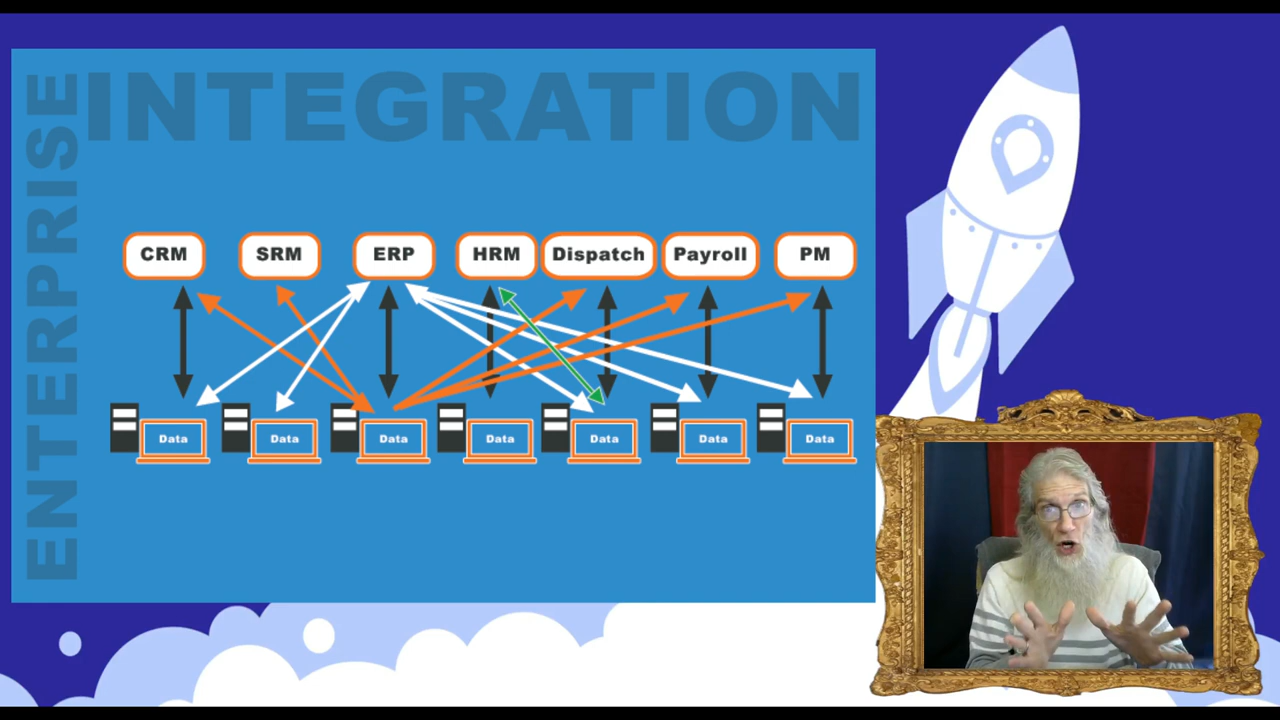 INTEGRATION
ENTERPRISE
CRM SRM ERP HRM Dispatch Payroll PM
Data Data Data Data Data Data Data